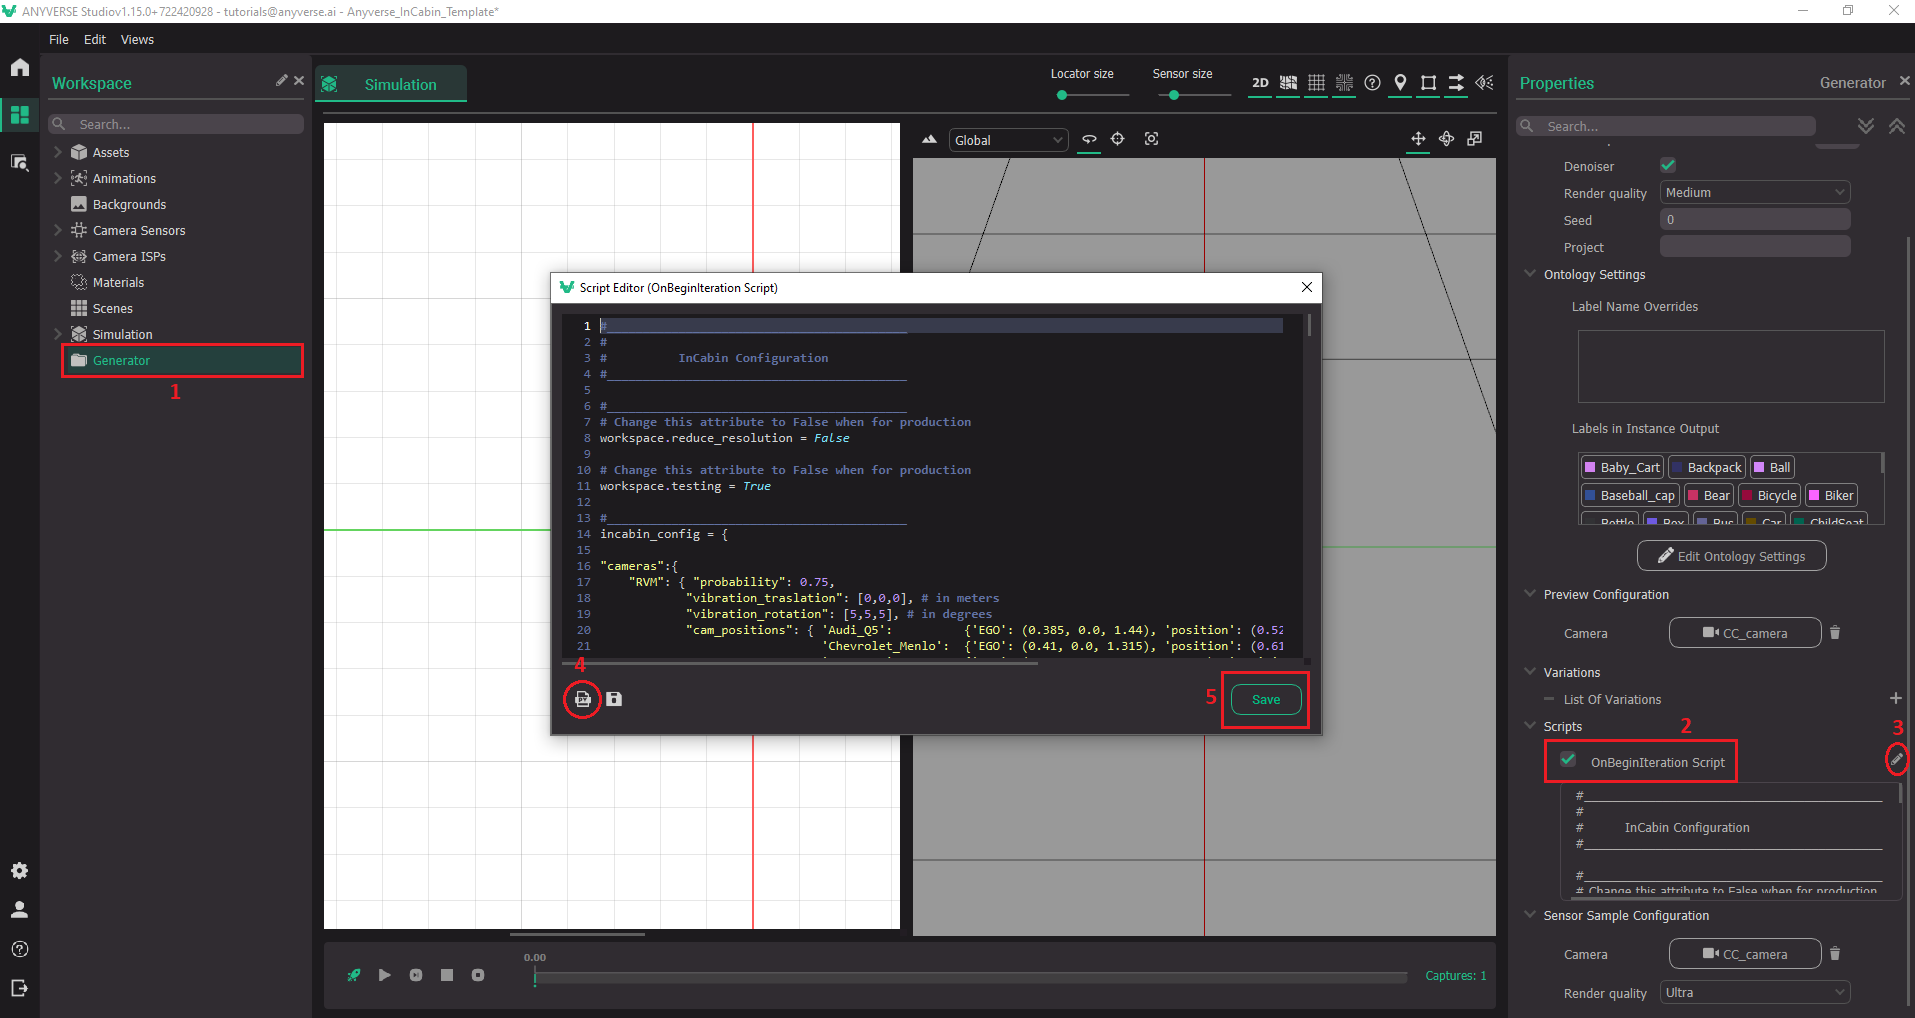 ANYVERSE Studiov1.15.0+722420928 - tutorials@anyverse.ai - Anyverse_InCabin_Template*
File Edit Views
Workspace
Search...
Assets
Animations
Backgrounds
Camera Sensors
Camera ISPs
Materials
Scenes
Simulation
Generator
1
Simulation
Locator size
Sensor size
2D
Global
Script Editor (OnBeginIteration Script)
1 #__________________________________________
2 #
3 # InCabin Configuration
4 #__________________________________________
5
6 #__________________________________________
7 # Change this attribute to False when for production
8 workspace.reduce_resolution = False
9
10 # Change this attribute to False when for production
11 workspace.testing = True
12
13 #__________________________________________
14 incabin_config = {
15
16 "cameras":{
17 "RVM": { "probability": 0.75,
18 "vibration_traslation": [0,0,0], # in meters
19 "vibration_rotation": [5,5,5], # in degrees
20 "cam_positions": { 'Audi_Q5': {'EGO': (0.385, 0.0, 1.44), 'position': (0.52
21 'Chevrolet_Menlo': {'EGO': (0.41, 0.0, 1.315), 'position': (0.61
4
PY
5
Save
0.00
Captures: 1
Properties
Generator
Search...
Denoiser
Render quality Medium
Seed 0
Project
Ontology Settings
Label Name Overrides
Labels in Instance Output
Baby_Cart Backpack Ball
Baseball_cap Bear Bicycle Biker
Bottle Box Bus Car ChildSeat
Edit Ontology Settings
Preview Configuration
Camera CC_camera
Variations
List Of Variations
Scripts
2
3
OnBeginIteration Script
#__________________________________________
#
# InCabin Configuration
#__________________________________________
#__________________________________________
# Change this attribute to False when for production
Sensor Sample Configuration
Camera CC_camera
Render quality Ultra